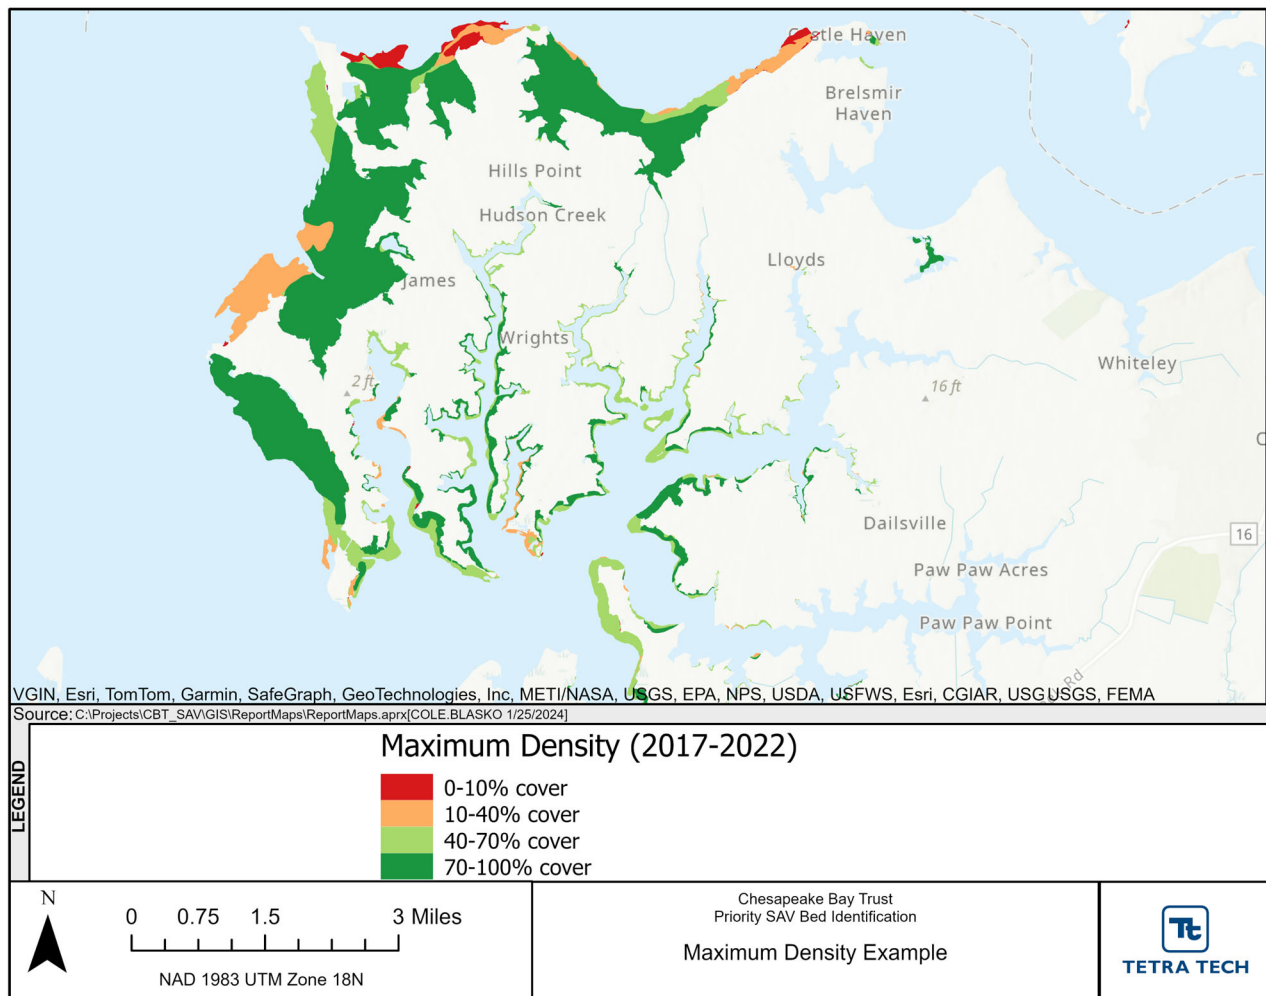 Castle Haven
Brelsmir
Haven
Hills Point
Hudson Creek
Lloyds
James
Wrights
Whiteley
2 ft
16 ft
C
Dailsville
16
Paw Paw Acres
Paw Paw Point
Rd
VGIN, Esri, TomTom, Garmin, SafeGraph, GeoTechnologies, Inc, METI/NASA, USGS, EPA, NPS, USDA, USFWS, Esri, CGIAR, USGUSGS, FEMA
Source: C:\Projects\CBT_SAV\GIS\ReportMaps\ReportMaps.aprx[COLE.BLASKO 1/25/2024]
LEGEND
Maximum Density (2017-2022)
0-10% cover
10-40% cover
40-70% cover
70-100% cover
N
0 0.75 1.5 3 Miles
NAD 1983 UTM Zone 18N
Chesapeake Bay Trust
Priority SAV Bed Identification
Maximum Density Example
Tt
TETRA TECH